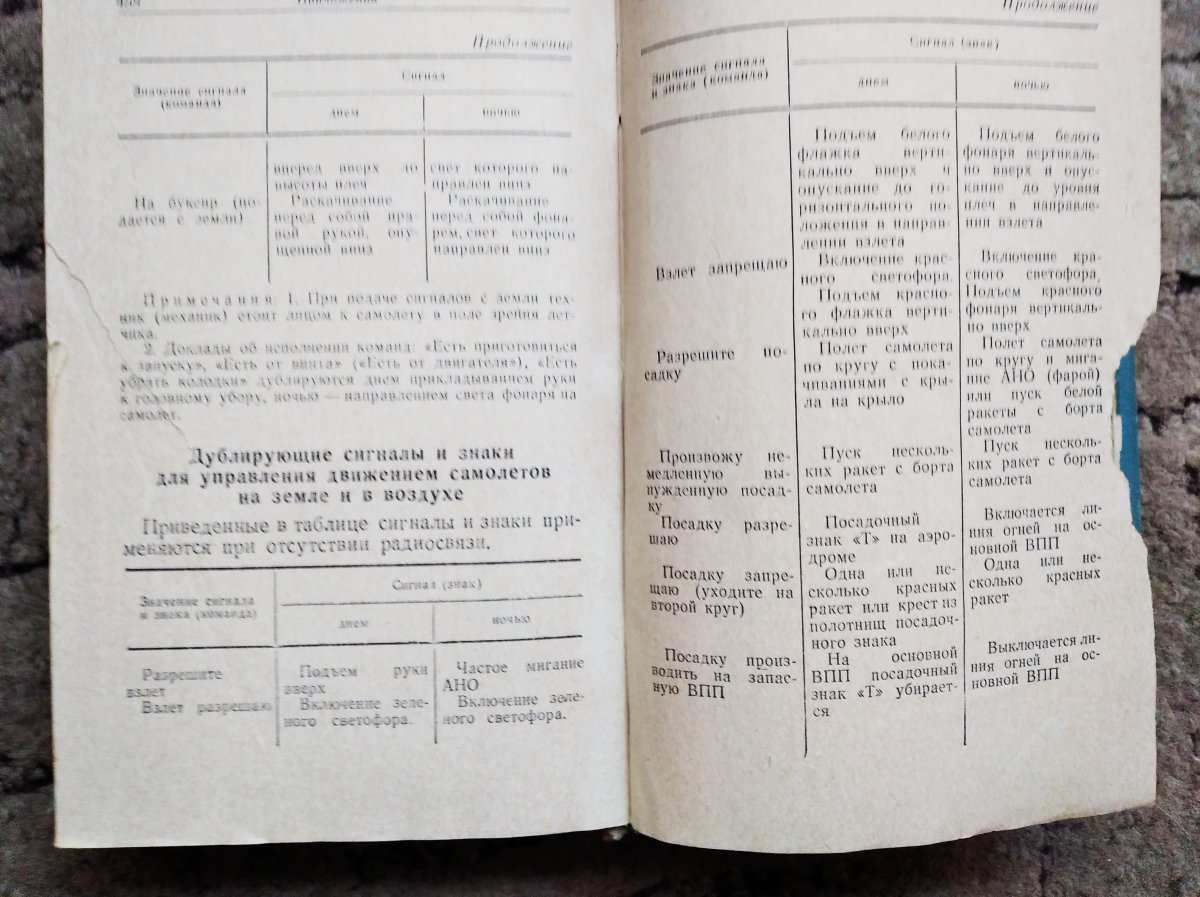 Приложения
Продолжение
Значение сигнала
(команда)
Сигнал
днем
ночью
На буксир (по-
дается с земли)
вперед вверх до
высоты плеч
Раскачивание
перед собой пра-
вой рукой, опу-
щенной вниз
свет которого на-
правлен вниз
Раскачивание
перед собой фона-
рем, свет которого
направлен вниз
Примечания: 1. При подаче сигналов с земли тех-
ник (механик) стоит лицом к самолету в поле зрения лет-
чика.
2. Доклады об исполнении команд: «Есть приготовиться
к запуску», «Есть от винта» («Есть от двигателя»), «Есть
убрать колодки» дублируются днем прикладыванием руки
к головному убору, ночью — направлением света фонаря на
самолет.
Дублирующие сигналы и знаки
для управления движением самолетов
на земле и в воздухе
Приведенные в таблице сигналы и знаки при-
меняются при отсутствии радиосвязи.
Значение сигнала
и знака (команда)
Сигнал (знак)
днем
ночью
Разрешите
взлет
Взлет разрешаю
Подъем руки
вверх
Включение зеле-
ного светофора.
Частое мигание
АНО
Включение зеле-
ного светофора.
Продолжение
Значение сигнала
и знака (команда)
Сигнал (знак)
днем
ночью
Подъем белого
флажка верти-
кально вверх и
опускание до го-
ризонтального по-
ложения в направ-
лении взлета
Подъем белого
фонаря вертикаль-
но вверх и опус-
кание до уровня
плеч в направле-
нии взлета
Взлет запрещаю
Включение крас-
ного светофора.
Подъем красно-
го флажка верти-
кально вверх
Включение кра-
сного светофора,
Подъем красного
фонаря вертикаль-
но вверх
Разрешите по-
садку
Полет самолета
по кругу с пока-
чиваниями с кры-
ла на крыло
Полет самолета
по кругу и мига-
ние АНО (фарой)
или пуск белой
ракеты с борта
самолета
Произвожу не-
медленную вы-
нужденную посад-
ку
Пуск несколь-
ких ракет с борта
самолета
Пуск несколь-
ких ракет с борта
самолета
Посадку разре-
шаю
Посадочный
знак «Т» на аэро-
дроме
Включается ли-
ния огней на ос-
новной ВПП
Посадку запре-
щаю (уходите на
второй круг)
Одна или не-
сколько красных
ракет или крест из
полотнищ посадоч-
ного знака
Одна или не-
сколько красных
ракет
Посадку произ-
водить на запас-
ную ВПП
На основной
ВПП посадочный
знак «Т» убирает-
ся
Выключается ли-
ния огней на ос-
новной ВПП